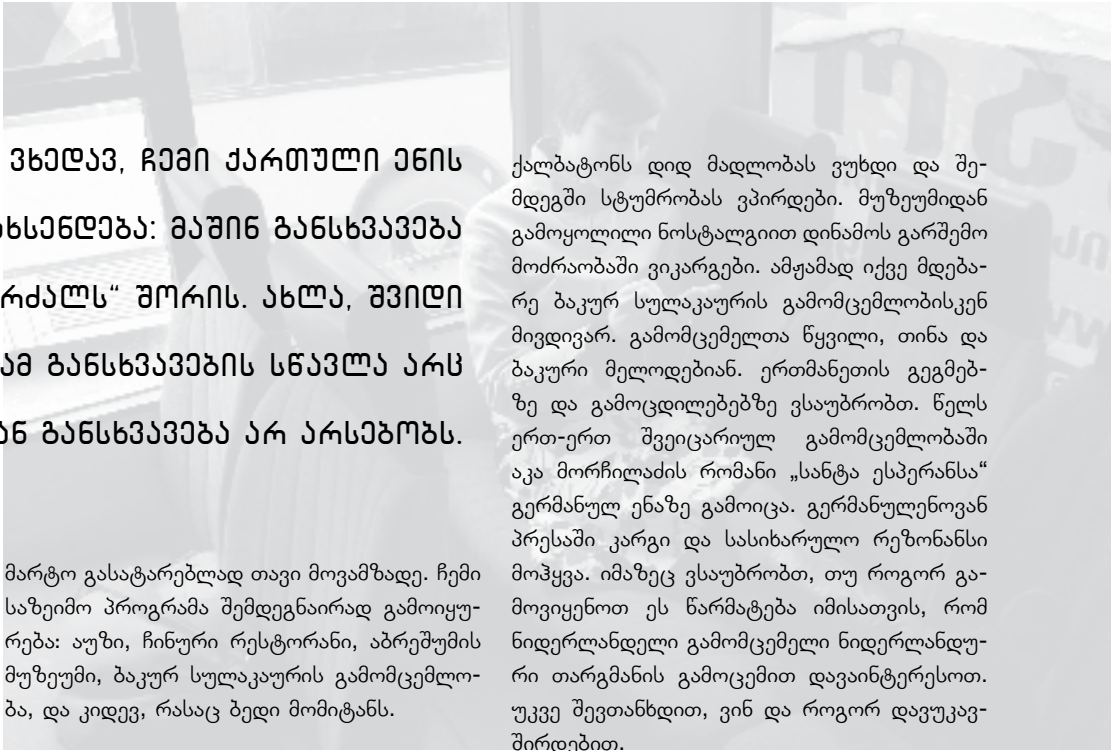 ვხედავ, ჩემი ქართული ენის
ახსენდება: მაშინ განსხვავება
შორის. ახლა, შვიდი
ამ განსხვავების სწავლა არც
განსხვავება არ არსებობს.
მარტო გასატარებლად თავი მოვამზადე. ჩემი
საზეიმო პროგრამა შემდეგნაირად გამოიყუ-
რება: აუზი, ჩინური რესტორანი, აბრეშუმის
მუზეუმი, ბაკურ სულაკაურის გამომცემლო-
ბა, და კიდევ, რასაც ბედი მომიტანს.
ქალბატონს დიდ მადლობას ვუხდი და შე-
მდეგში სტუმრობას ვპირდები. მუზეუმიდან
გამოყოლილი ნოსტალგიით დინამოს გარშემო
მოძრაობაში ვიკარგები. ამჟამად იქვე მდება-
რე ბაკურ სულაკაურის გამომცემლობისკენ
მივდივარ. გამომცემელთა წყვილი, თინა და
ბაკური მელოდებიან. ერთმანეთის გეგმებ-
ზე და გამოცდილებებზე ვსაუბრობთ. წელს
ერთ-ერთ შვეიცარიულ გამომცემლობაში
აკა მორჩილაძის რომანი „სანტა ესპერანსა“
გერმანულ ენაზე გამოიცა. გერმანულენოვან
პრესაში კარგი და სასიხარულო რეზონანსი
მოჰყვა. იმაზეც ვსაუბრობთ, თუ როგორ გა-
მოვიყენოთ ეს წარმატება იმისათვის, რომ
ნიდერლანდელი გამომცემელი ნიდერლანდუ-
რი თარგმანის გამოცემით დავაინტერესოთ.
უკვე შევთანხდით, ვინ და როგორ დავუკავ-
შირდებით.